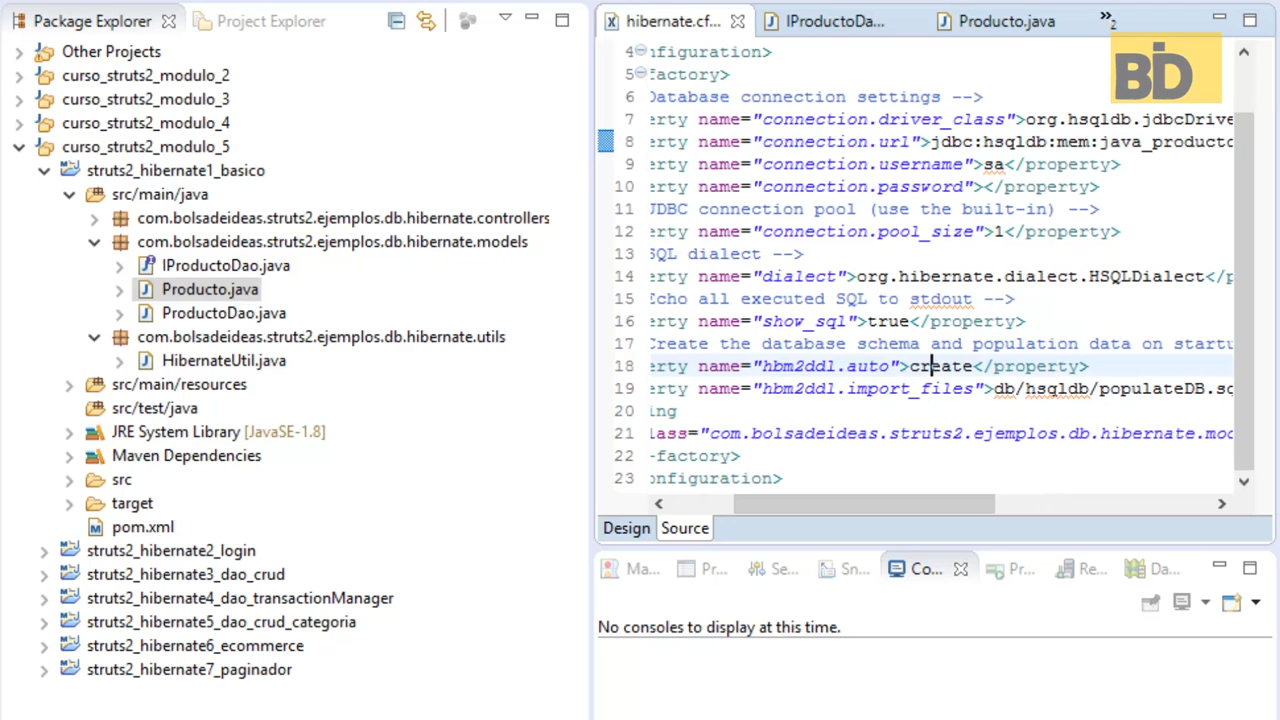 Package Explorer
Project Explorer
Other Projects
curso_struts2_modulo_2
curso_struts2_modulo_3
curso_struts2_modulo_4
curso_struts2_modulo_5
struts2_hibernate1_basico
src/main/java
com.bolsadeideas.struts2.ejemplos.db.hibernate.controllers
com.bolsadeideas.struts2.ejemplos.db.hibernate.models
IProductoDao.java
Producto.java
ProductoDao.java
com.bolsadeideas.struts2.ejemplos.db.hibernate.utils
HibernateUtil.java
src/main/resources
src/test/java
JRE System Library [JavaSE-1.8]
Maven Dependencies
src
target
pom.xml
struts2_hibernate2_login
struts2_hibernate3_dao_crud
struts2_hibernate4_dao_transactionManager
struts2_hibernate5_dao_crud_categoria
struts2_hibernate6_ecommerce
struts2_hibernate7_paginador
hibernate.cf...
IProductoDa...
Producto.java
»2
BID
4 nfiguration>
5 factory>
6 Database connection settings -->
7 erty name="connection.driver_class">org.hsqldb.jdbcDrive
8 erty name="connection.url">jdbc:hsqldb:mem:java_producto
9 erty name="connection.username">sa</property>
10 erty name="connection.password"></property>
11 JDBC connection pool (use the built-in) -->
12 erty name="connection.pool_size">1</property>
13 SQL dialect -->
14 erty name="dialect">org.hibernate.dialect.HSQLDialect</p
15 Echo all executed SQL to stdout -->
16 erty name="show_sql">true</property>
17 Create the database schema and population data on startu
18 erty name="hbm2ddl.auto">create</property>
19 erty name="hbm2ddl.import_files">db/hsqldb/populateDB.sq
20 ing
21 lass="com.bolsadeideas.struts2.ejemplos.db.hibernate.mod
22 -factory>
23 onfiguration>
Design
Source
Ma...
Pr...
Se...
Sn...
Co...
Pr...
Re...
Da...
No consoles to display at this time.